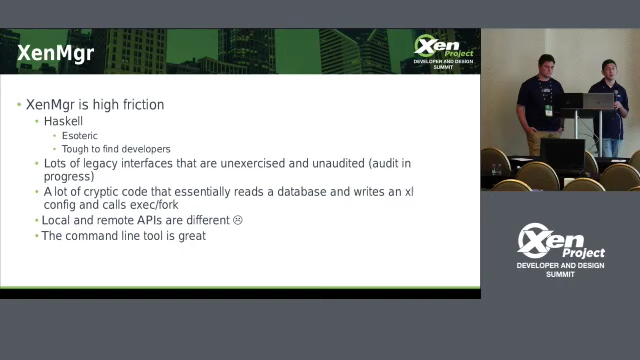 XenMgr
Xen
Project
DEVELOPER AND DESIGN
SUMMIT
• XenMgr is high friction
• Haskell
• Esoteric
• Tough to find developers
• Lots of legacy interfaces that are unexercised and unaudited (audit in
progress)
• A lot of cryptic code that essentially reads a database and writes an xl
config and calls exec/fork
• Local and remote APIs are different ☹
• The command line tool is great
Xen
Project
DEVELOPER AND DESIGN
SUMMIT